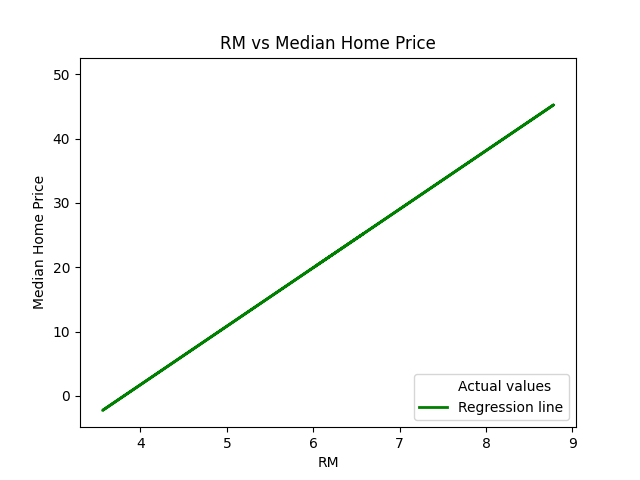 RM vs Median Home Price
50
40
30
20
10
0
Median Home Price
Actual values
Regression line
4 5 6 7 8 9
RM